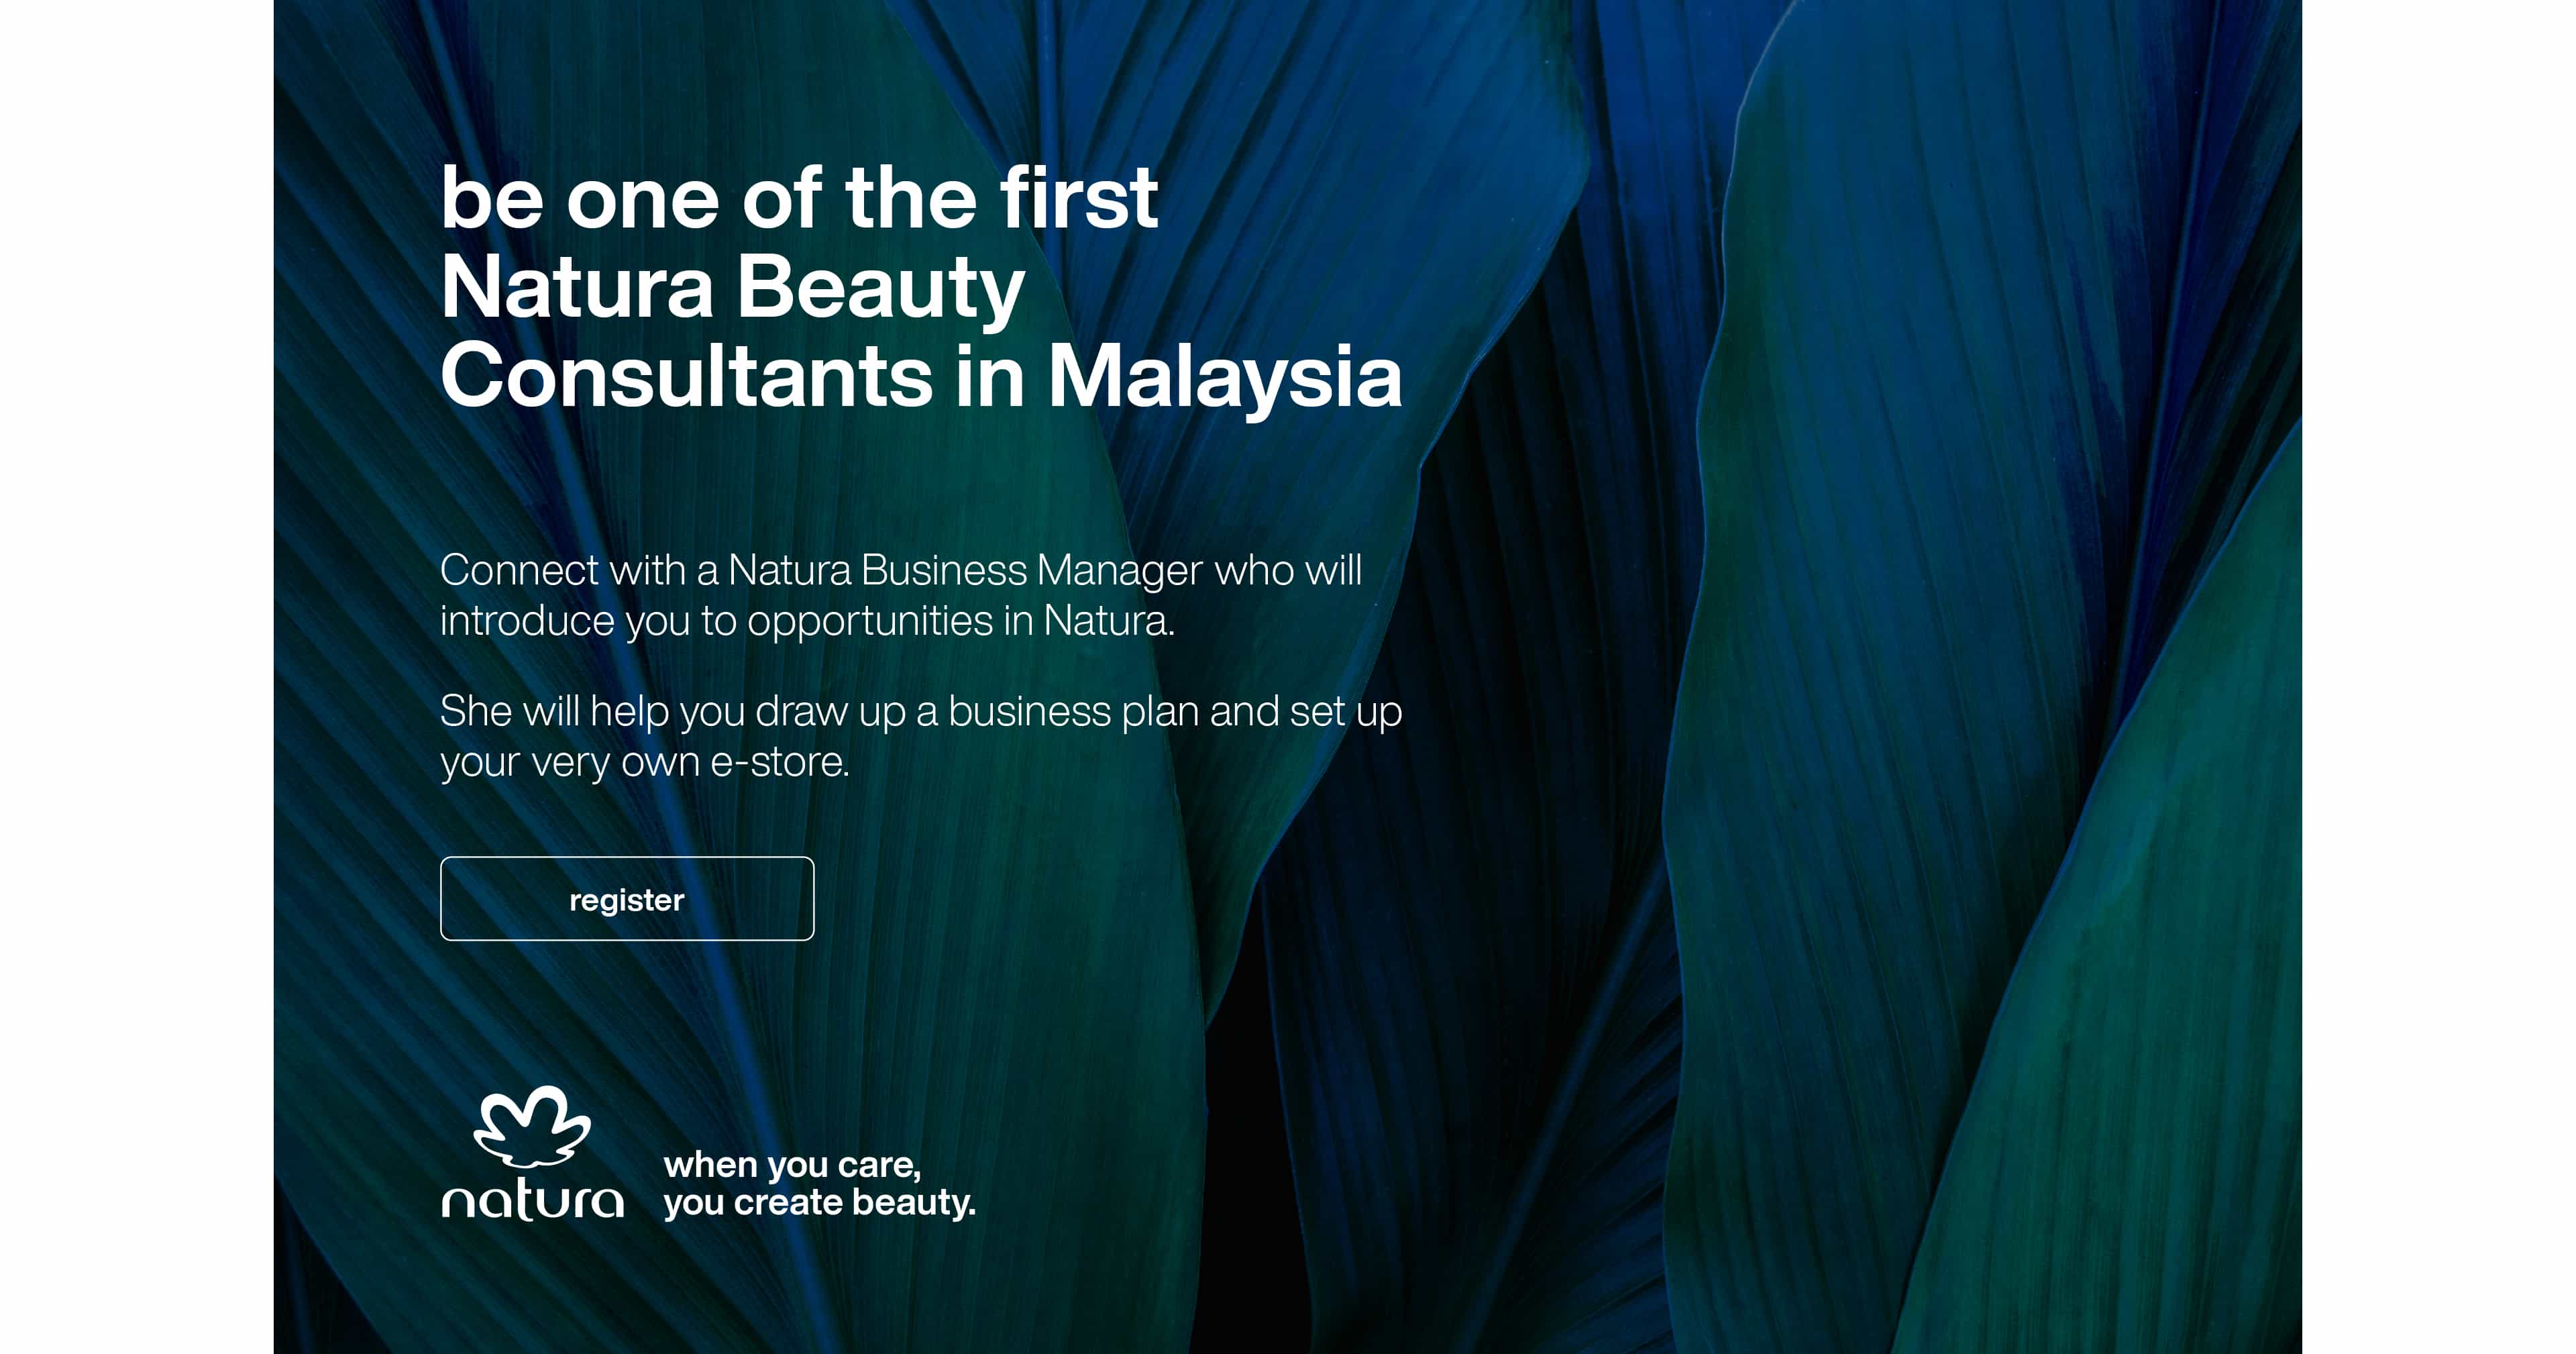 be one of the first
Natura Beauty
Consultants in Malaysia
Connect with a Natura Business Manager who will
introduce you to opportunities in Natura.
She will help you draw up a business plan and set up
your very own e-store.
register
natura
when you care,
you create beauty.